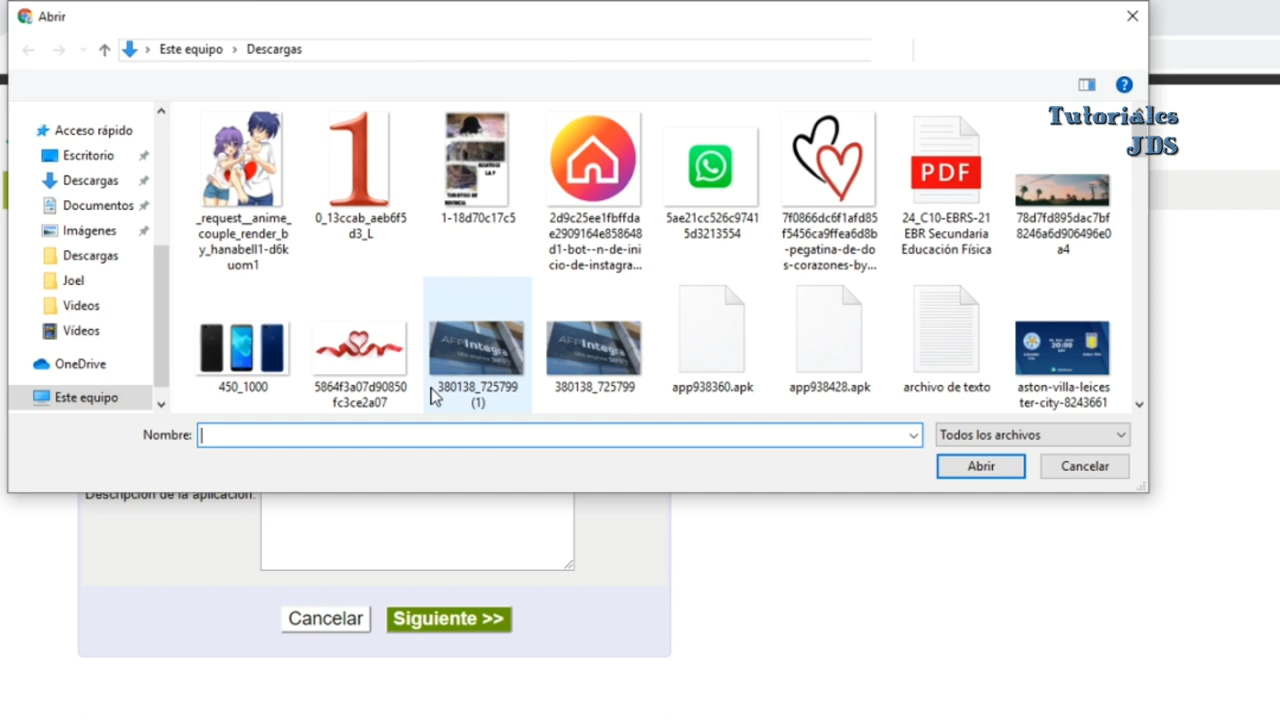 Abrir
Este equipo
Descargas
Tutoriales
JDS
Acceso rápido
Escritorio
Descargas
Documentos
Imágenes
Descargas
Joel
Videos
Vídeos
OneDrive
Este equipo
_request__anime_
couple_render_b
y_hanabell1-d6k
uom1
0_13ccab_aeb6f5
d3_L
1-18d70c17c5
2d9c25ee1fbffda
e2909164e858648
d1-bot--n-de-ini
cio-de-instagra...
5ae21cc526c9741
5d3213554
7f0866dc6f1afd85
f5456ca9ffea6d8b
-pegatina-de-do
s-corazones-by...
PDF
24_C10-EBRS-21
EBR Secundaria
Educación Física
78d7fd895dac7bf
8246a6d906496e0
a4
450_1000
5864f3a07d90850
fc3ce2a07
AFPIntegra
380138_725799
(1)
AFPIntegra
380138_725799
app938360.apk
app938428.apk
archivo de texto
aston-villa-leices
ter-city-8243661
Nombre:
Todos los archivos
Abrir
Cancelar
Descripción de la aplicación:
Cancelar
Siguiente >>